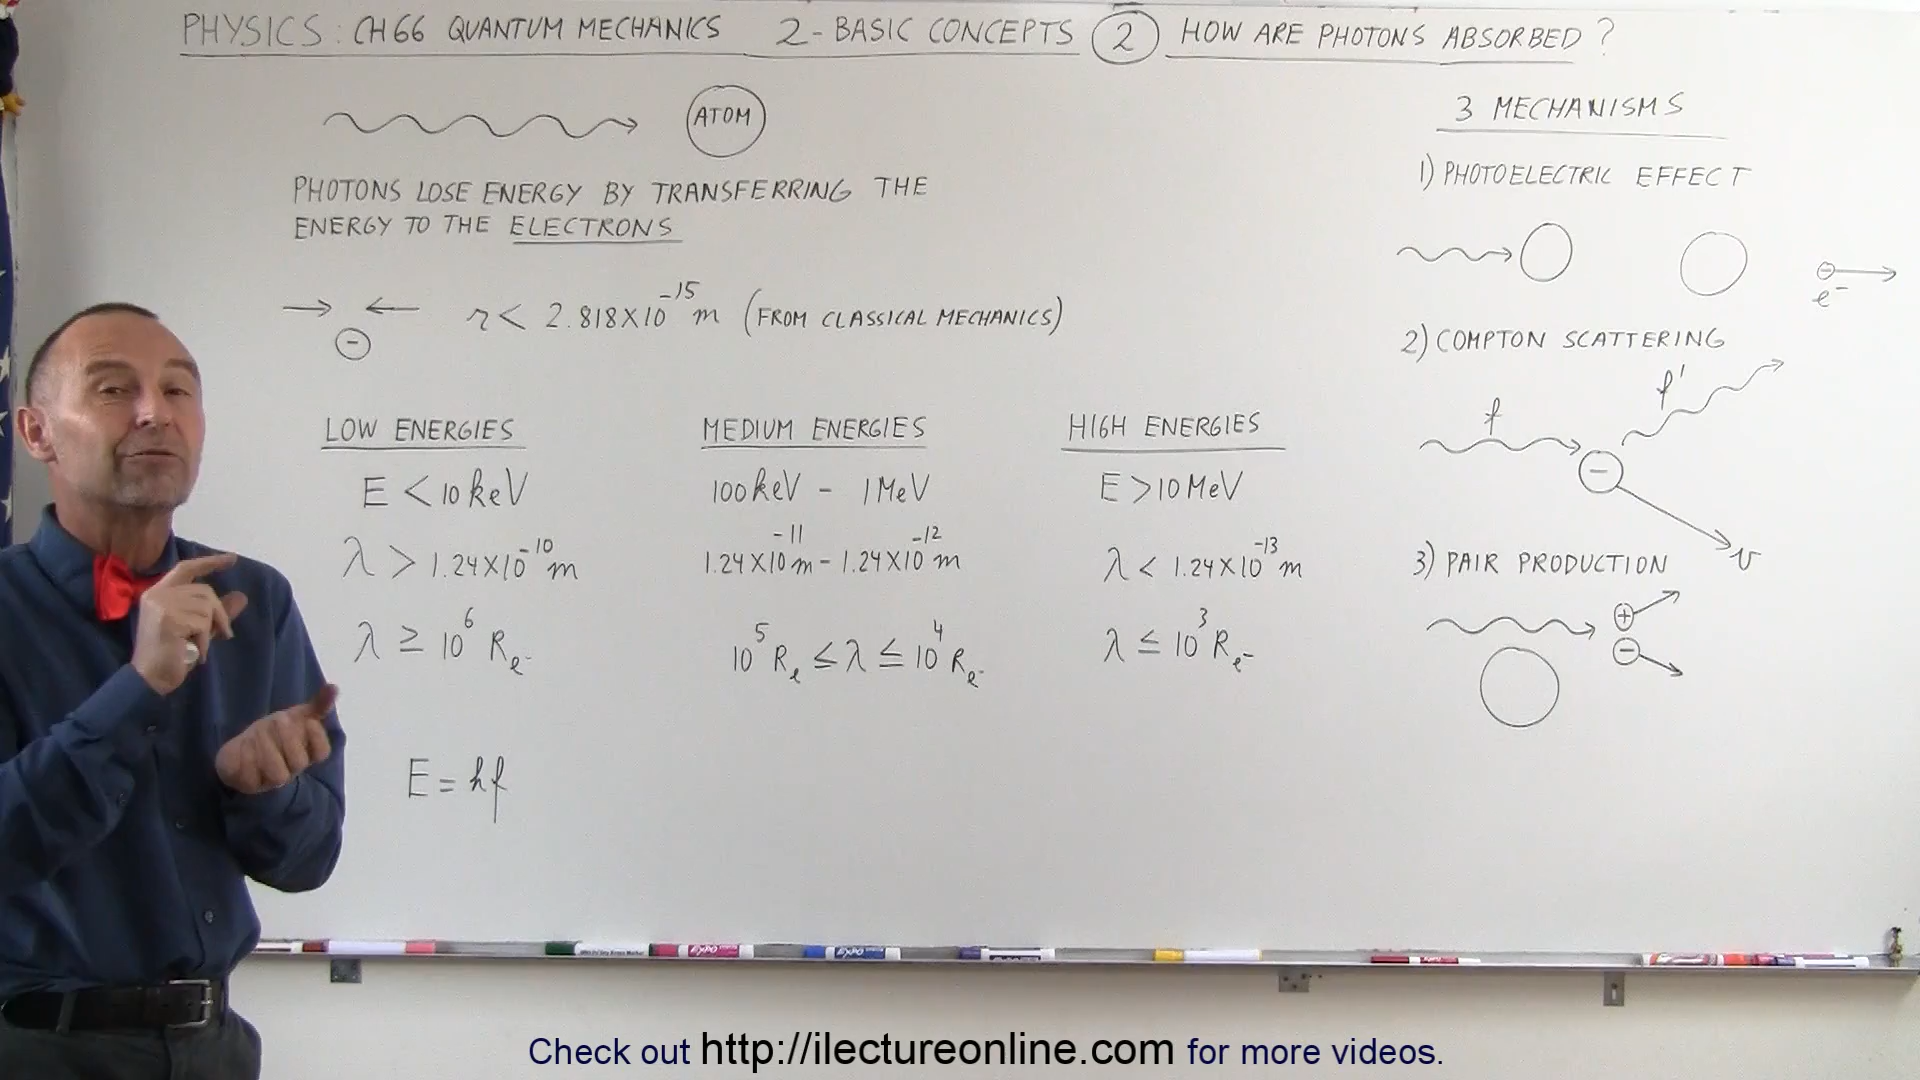 PHYSICS: CH 66 QUANTUM MECHANICS 2 - BASIC CONCEPTS ② HOW ARE PHOTONS ABSORBED?
ATOM
PHOTONS LOSE ENERGY BY TRANSFERRING THE
ENERGY TO THE ELECTRONS
→ ← ⊖ r < 2.818×10⁻¹⁵ m (FROM CLASSICAL MECHANICS)
LOW ENERGIES
E < 10 keV
λ > 1.24×10⁻¹⁰ m
λ ≥ 10⁶ Rₑ-
E = hf
MEDIUM ENERGIES
100 keV - 1 MeV
1.24×10⁻¹¹ m - 1.24×10⁻¹² m
10⁵ Rₑ ≤ λ ≤ 10⁴ Rₑ-
HIGH ENERGIES
E > 10 MeV
λ < 1.24×10⁻¹³ m
λ ≤ 10³ Rₑ-
3 MECHANISMS
1) PHOTOELECTRIC EFFECT
⊖
e⁻
2) COMPTON SCATTERING
f f'
⊖
v
3) PAIR PRODUCTION
⊕
⊖
EXPO
EXPO
Check out http://ilectureonline.com for more videos.